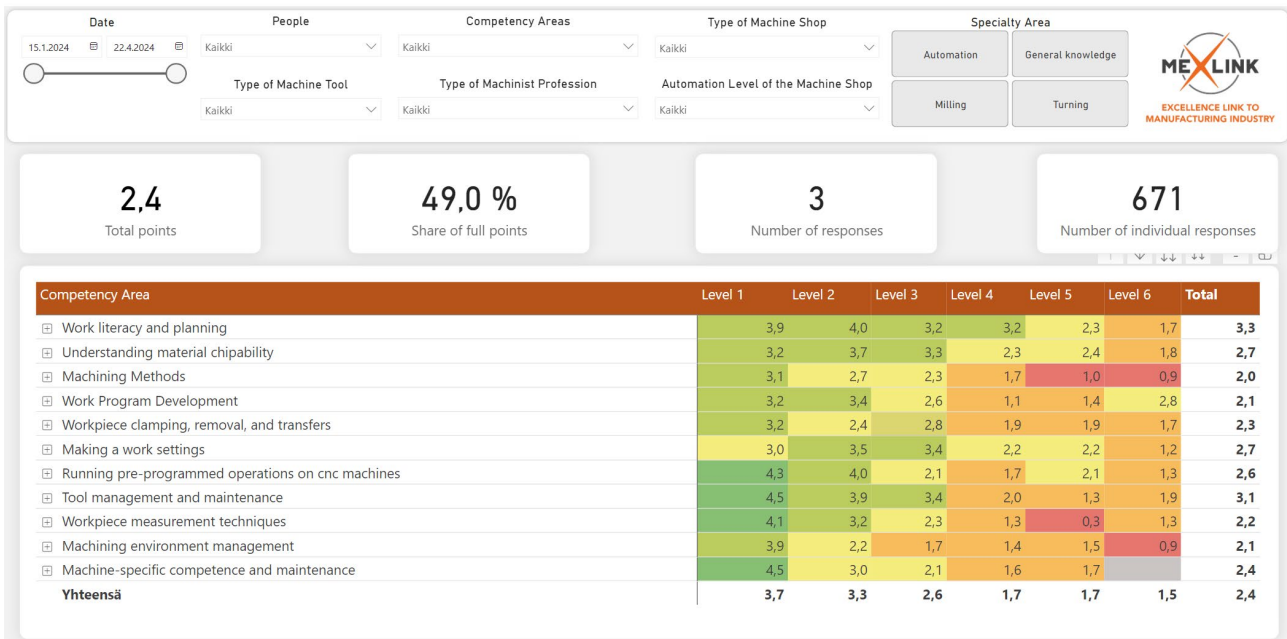 Date People Competency Areas Type of Machine Shop Specialty Area
15.1.2024 22.4.2024 Kaikki Kaikki Kaikki Automation General knowledge
MEXLINK
Type of Machine Tool Type of Machinist Profession Automation Level of the Machine Shop
Kaikki Kaikki Kaikki Milling Turning
EXCELLENCE LINK TO
MANUFACTURING INDUSTRY
2,4 49,0 % 3 671
Total points Share of full points Number of responses Number of individual responses
Competency Area Level 1 Level 2 Level 3 Level 4 Level 5 Level 6 Total
Work literacy and planning 3,9 4,0 3,2 3,2 2,3 1,7 3,3
Understanding material chipability 3,2 3,7 3,3 2,3 2,4 1,8 2,7
Machining Methods 3,1 2,7 2,3 1,7 1,0 0,9 2,0
Work Program Development 3,2 3,4 2,6 1,1 1,4 2,8 2,1
Workpiece clamping, removal, and transfers 3,2 2,4 2,8 1,9 1,9 1,7 2,3
Making a work settings 3,0 3,5 3,4 2,2 2,2 1,2 2,7
Running pre-programmed operations on cnc machines 4,3 4,0 2,1 1,7 2,1 1,3 2,6
Tool management and maintenance 4,5 3,9 3,4 2,0 1,3 1,9 3,1
Workpiece measurement techniques 4,1 3,2 2,3 1,3 0,3 1,3 2,2
Machining environment management 3,9 2,2 1,7 1,4 1,5 0,9 2,1
Machine-specific competence and maintenance 4,5 3,0 2,1 1,6 1,7 2,4
Yhteensä 3,7 3,3 2,6 1,7 1,7 1,5 2,4